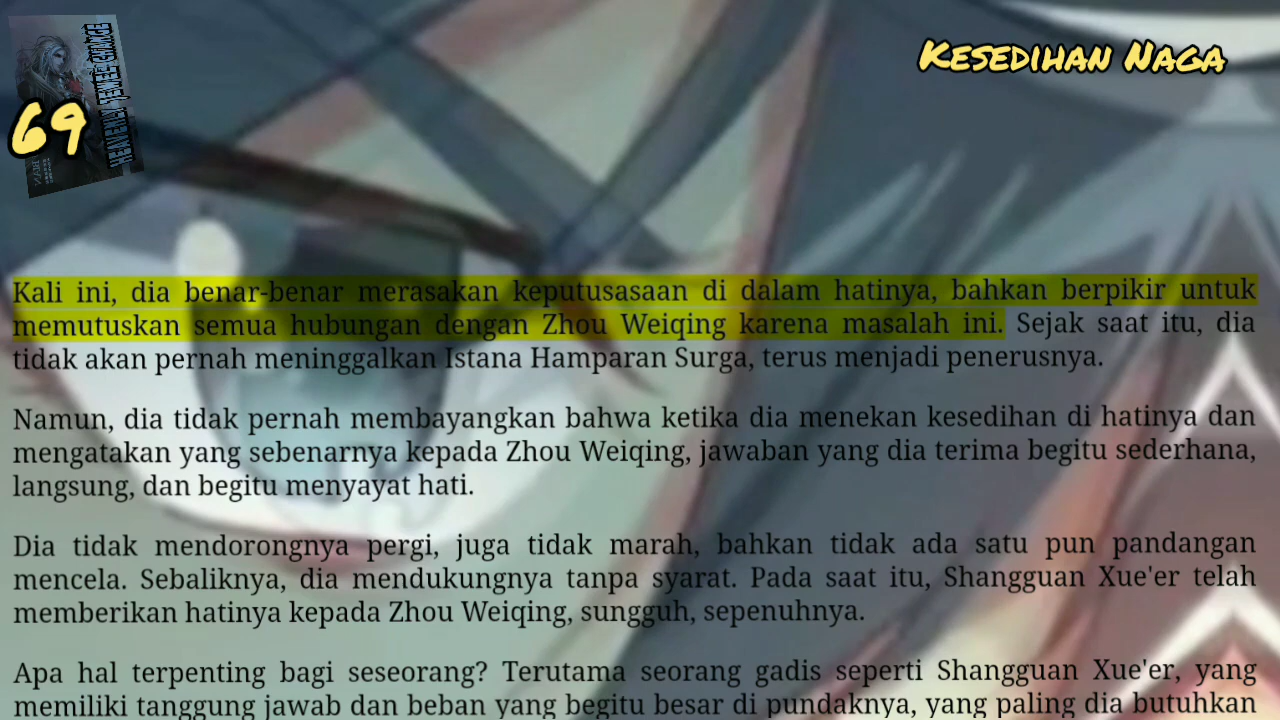 HEAVENLY JEWEL CHANGE
69
Kesedihan Naga
Kali ini, dia benar-benar merasakan keputusasaan di dalam hatinya, bahkan berpikir untuk
memutuskan semua hubungan dengan Zhou Weiqing karena masalah ini. Sejak saat itu, dia
tidak akan pernah meninggalkan Istana Hamparan Surga, terus menjadi penerusnya.
Namun, dia tidak pernah membayangkan bahwa ketika dia menekan kesedihan di hatinya dan
mengatakan yang sebenarnya kepada Zhou Weiqing, jawaban yang dia terima begitu sederhana,
langsung, dan begitu menyayat hati.
Dia tidak mendorongnya pergi, juga tidak marah, bahkan tidak ada satu pun pandangan
mencela. Sebaliknya, dia mendukungnya tanpa syarat. Pada saat itu, Shangguan Xue'er telah
memberikan hatinya kepada Zhou Weiqing, sungguh, sepenuhnya.
Apa hal terpenting bagi seseorang? Terutama seorang gadis seperti Shangguan Xue'er, yang
memiliki tanggung jawab dan beban yang begitu besar di pundaknya, yang paling dia butuhkan